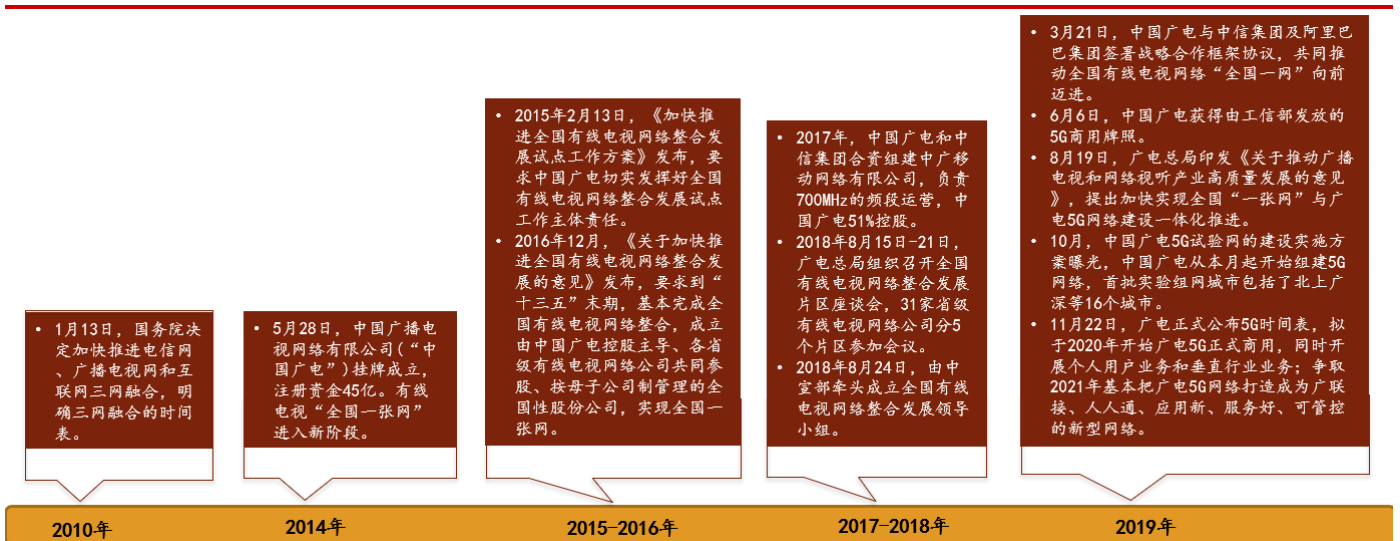 • 1月13日，国务院决
定加快推进电信网
、广播电视网和互
联网三网融合，明
确三网融合的时间
表。
• 5月28日，中国广播电
视网络有限公司(“中
国广电”)挂牌成立，
注册资金45亿。有线
电视“全国一张网”
进入新阶段。
• 2015年2月13日，《加快推
进全国有线电视网络整合发
展试点工作方案》发布，要
求中国广电切实发挥好全国
有线电视网络整合发展试点
工作主体责任。
• 2016年12月，《关于加快推
进全国有线电视网络整合发
展的意见》发布，要求到“
十三五”末期，基本完成全
国有线电视网络整合，成立
由中国广电控股主导、各省
级有线电视网络公司共同参
股、按母子公司制管理的全
国性股份公司，实现全国一
张网。
• 2017年，中国广电和中
信集团合资组建中广移
动网络有限公司，负责
700MHz的频段运营，中
国广电51%控股。
• 2018年8月15日-21日，
广电总局组织召开全国
有线电视网络整合发展
片区座谈会，31家省级
有线电视网络公司分5
个片区参加会议。
• 2018年8月24日，由中
宣部牵头成立全国有线
电视网络整合发展领导
小组。
• 3月21日，中国广电与中信集团及阿里巴
巴集团签署战略合作框架协议，共同推
动全国有线电视网络“全国一网”向前
迈进。
• 6月6日，中国广电获得由工信部发放的
5G商用牌照。
• 8月19日，广电总局印发《关于推动广播
电视和网络视听产业高质量发展的意见
》，提出加快实现全国“一张网”与广
电5G网络建设一体化推进。
• 10月，中国广电5G试验网的建设实施方
案曝光，中国广电从本月起开始组建5G
网络，首批实验组网城市包括了北上广
深等16个城市。
• 11月22日，广电正式公布5G时间表，拟
于2020年开始广电5G正式商用，同时开
展个人用户业务和垂直行业业务；争取
2021年基本把广电5G网络打造成为广联
接、人人通、应用新、服务好、可管控
的新型网络。
2010年
2014年
2015-2016年
2017-2018年
2019年